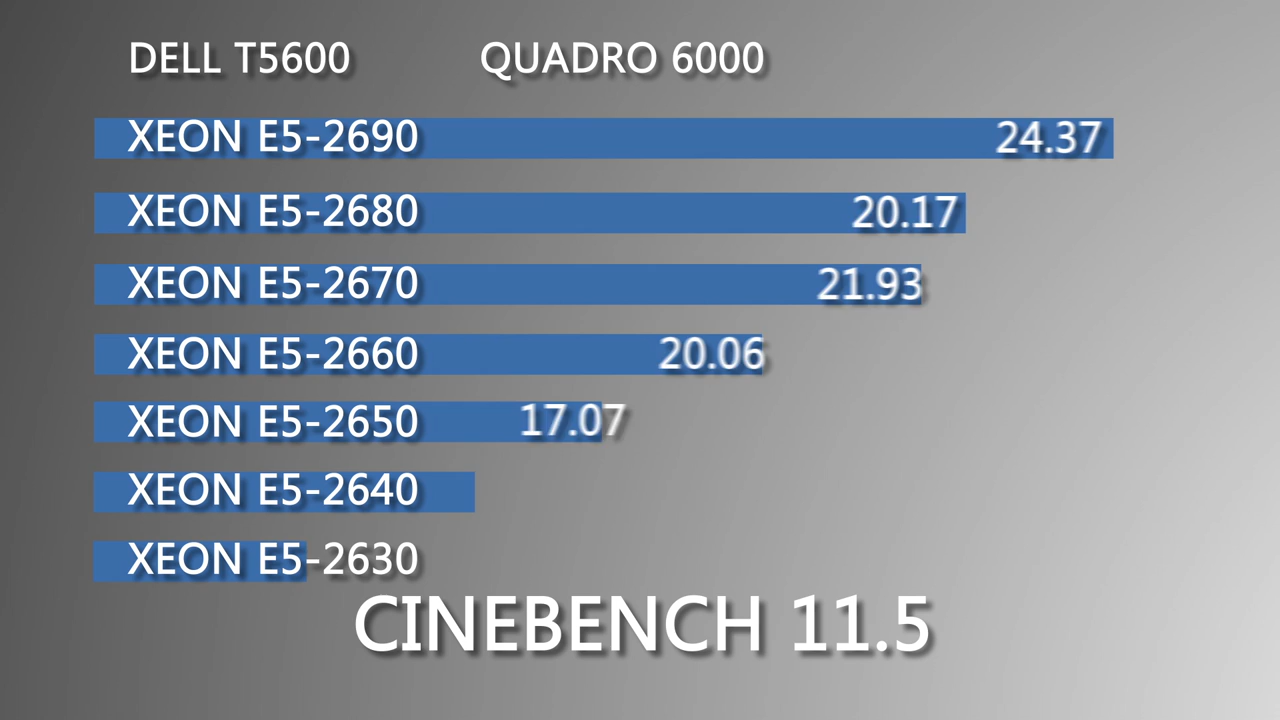 DELL T5600 QUADRO 6000
XEON E5-2690 24.37
XEON E5-2680 20.17
XEON E5-2670 21.93
XEON E5-2660 20.06
XEON E5-2650 17.07
XEON E5-2640
XEON E5-2630
CINEBENCH 11.5